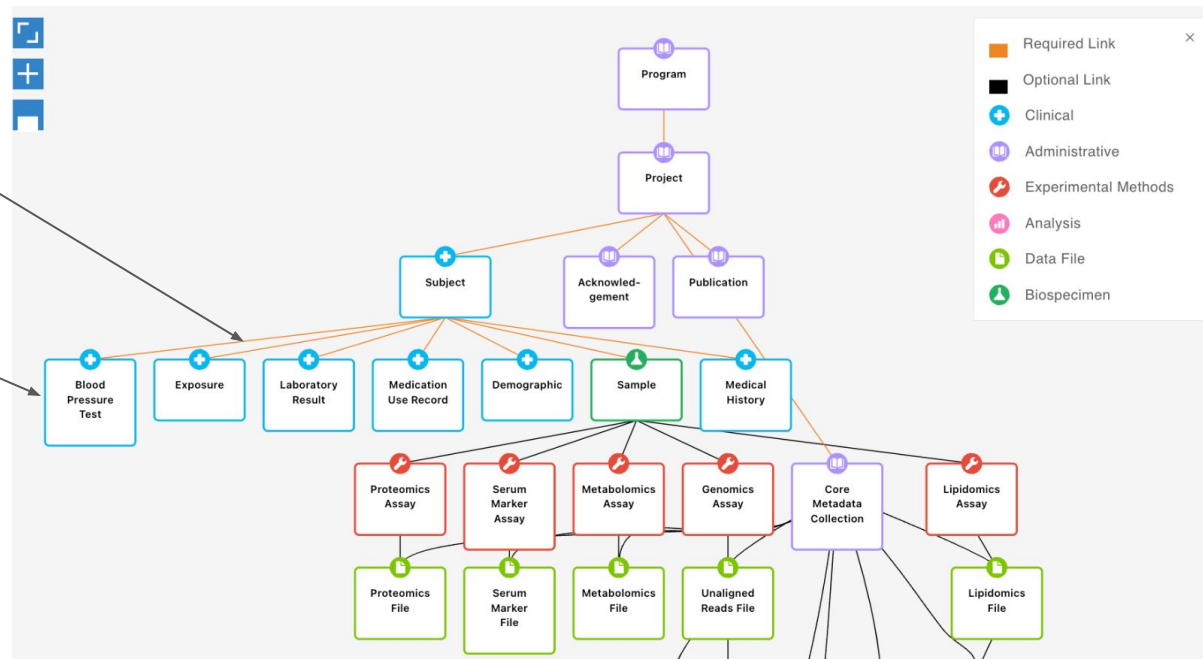 Program
Project
Subject
Acknowled-
gement
Publication
Blood
Pressure
Test
Exposure
Laboratory
Result
Medication
Use Record
Demographic
Sample
Medical
History
Proteomics
Assay
Serum
Marker
Assay
Metabolomics
Assay
Genomics
Assay
Core
Metadata
Collection
Lipidomics
Assay
Proteomics
File
Serum
Marker
File
Metabolomics
File
Unaligned
Reads File
Lipidomics
File
Required Link
Optional Link
Clinical
Administrative
Experimental Methods
Analysis
Data File
Biospecimen